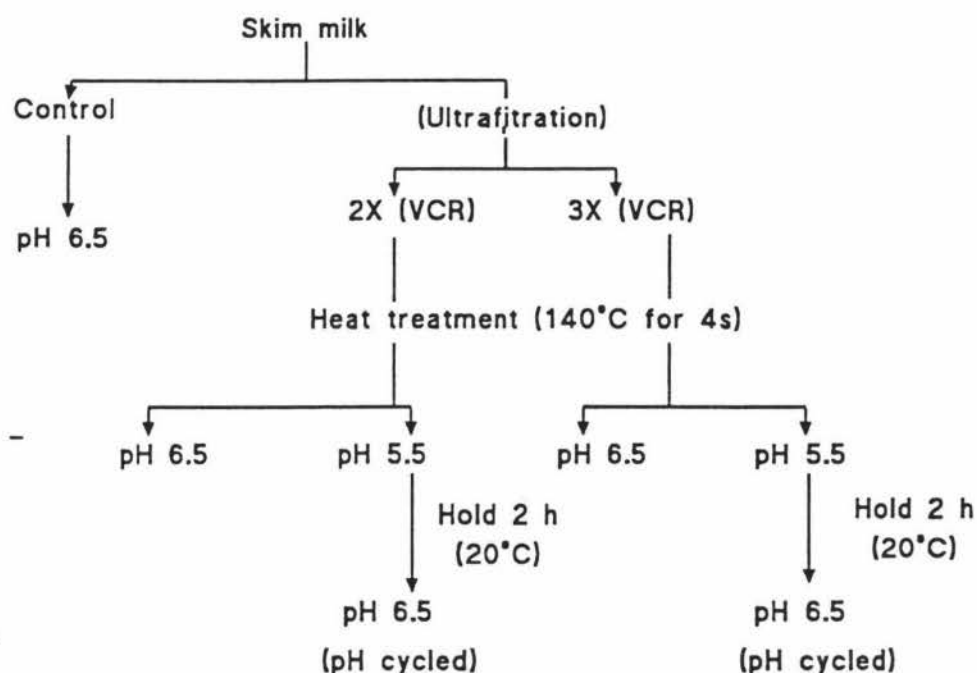 Skim milk
Control
(Ultrafitration)
2X (VCR) 3X (VCR)
pH 6.5
Heat treatment (140°C for 4s)
pH 6.5 pH 5.5 pH 6.5 pH 5.5
Hold 2 h
(20°C)
Hold 2 h
(20°C)
pH 6.5 pH 6.5
(pH cycled) (pH cycled)